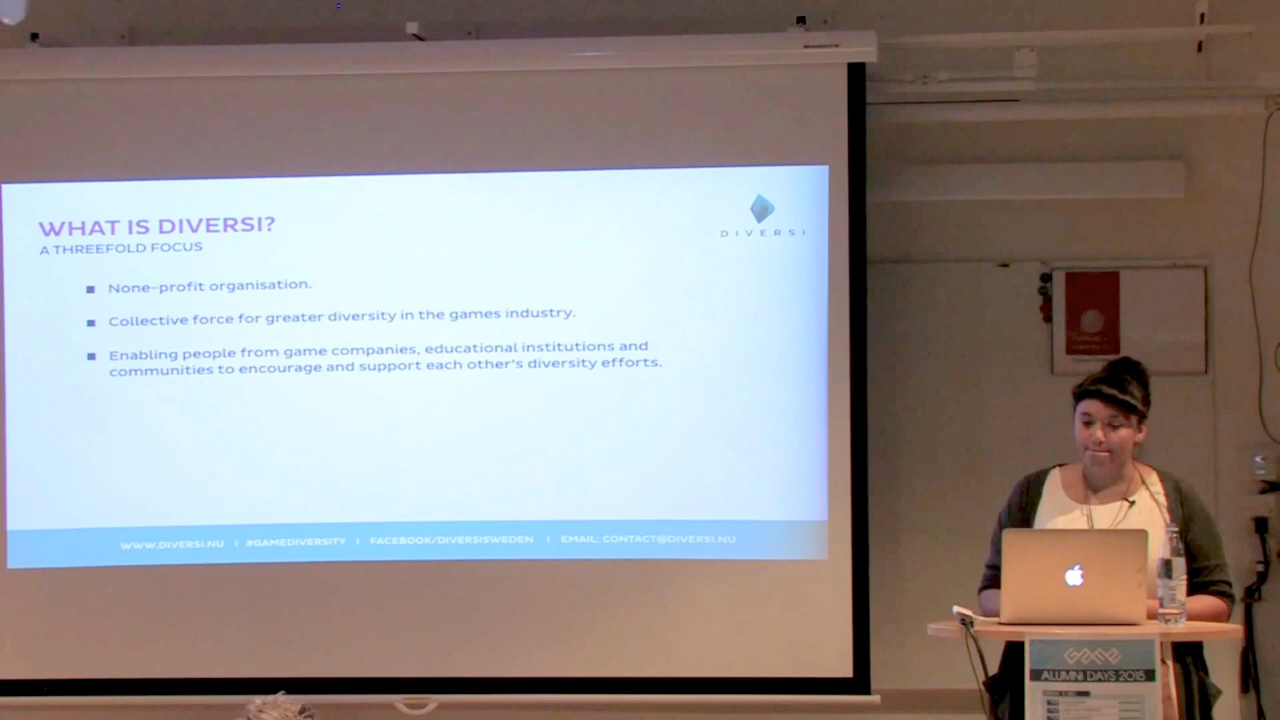 WHAT IS DIVERSI?
A THREEFOLD FOCUS
DIVERSI
None-profit organisation.
Collective force for greater diversity in the games industry.
Enabling people from game companies, educational institutions and
communities to encourage and support each other's diversity efforts.
WWW.DIVERSI.NU | #GAMEDIVERSITY | FACEBOOK/DIVERSISWEDEN | EMAIL: CONTACT@DIVERSI.NU
GAME
ALUMNI DAYS 2015